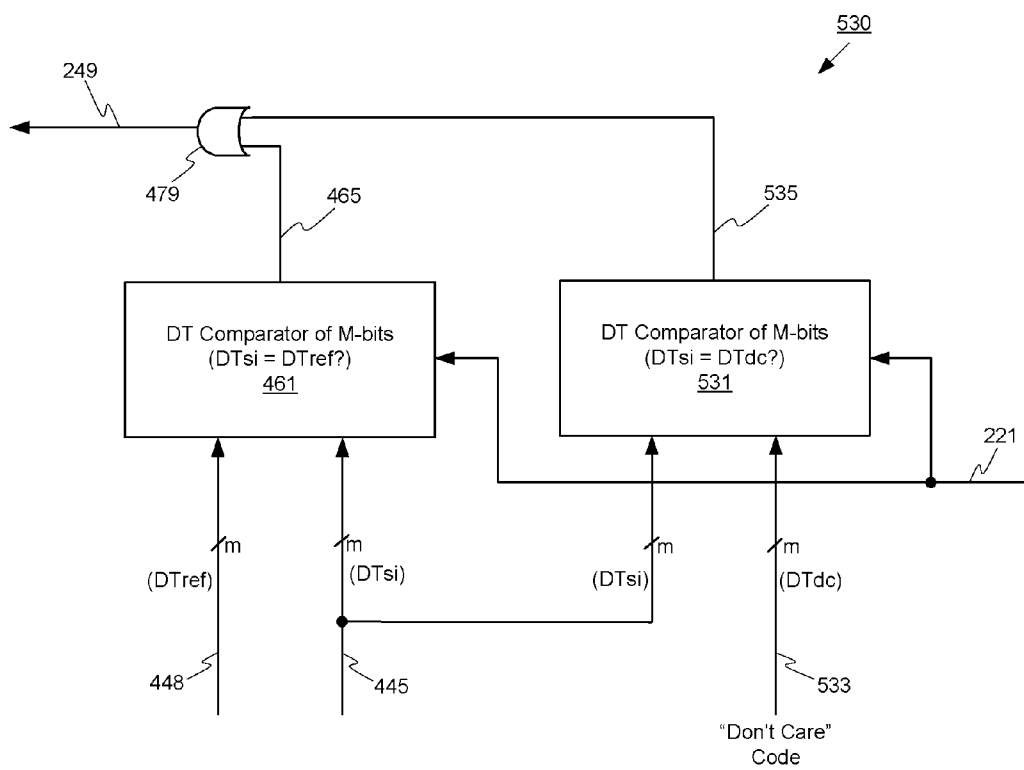 530
249
479
465
535
DT Comparator of M-bits
(DTsi = DTref?)
461
DT Comparator of M-bits
(DTsi = DTdc?)
531
221
m
(DTref)
m
(DTsi)
m
(DTsi)
m
(DTdc)
448
445
533
“Don't Care”
Code